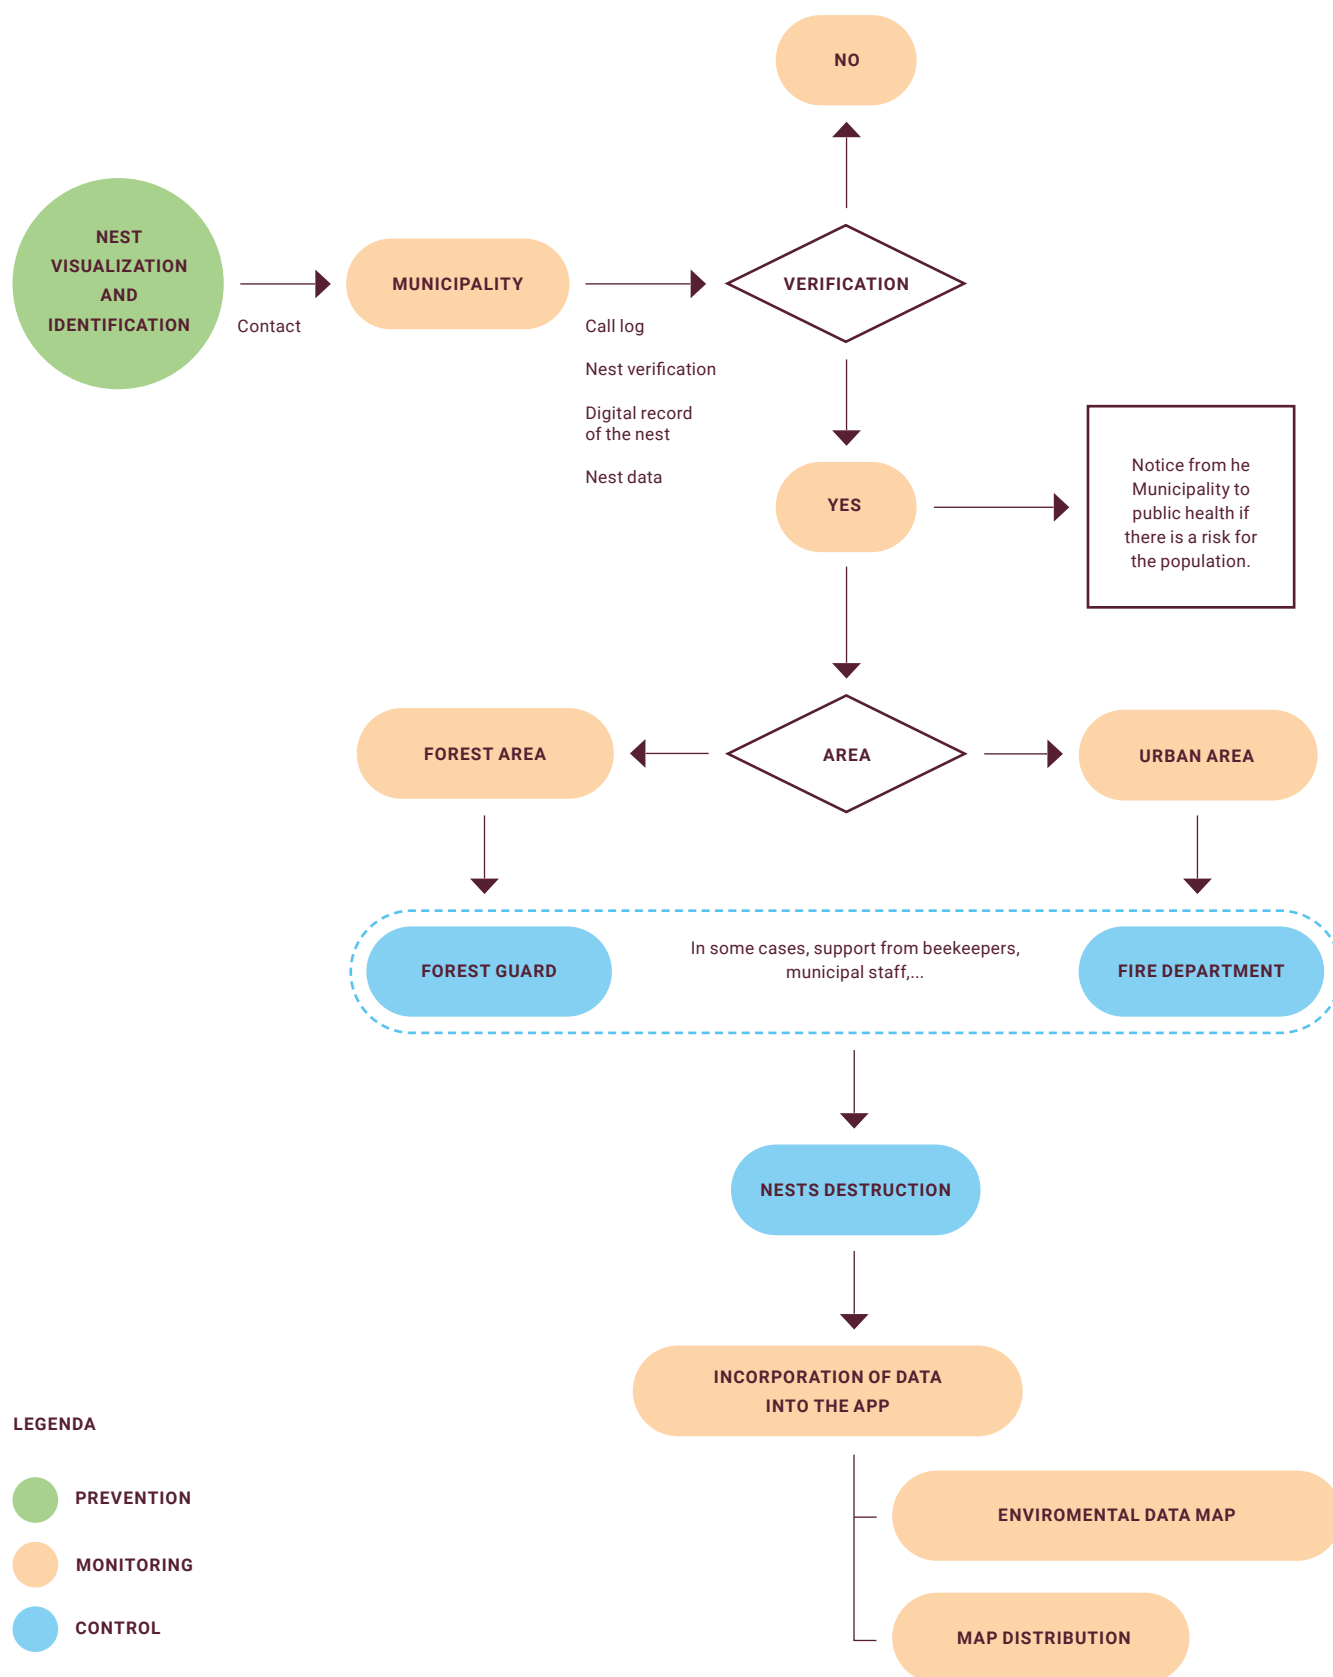 NO
NEST
VISUALIZATION
AND
IDENTIFICATION
Contact
MUNICIPALITY
Call log
Nest verification
Digital record
of the nest
Nest data
VERIFICATION
YES
Notice from he
Municipality to
public health if
there is a risk for
the population.
FOREST AREA
AREA
URBAN AREA
FOREST GUARD
In some cases, support from beekeepers,
municipal staff,...
FIRE DEPARTMENT
NESTS DESTRUCTION
INCORPORATION OF DATA
INTO THE APP
ENVIROMENTAL DATA MAP
MAP DISTRIBUTION
LEGENDA
PREVENTION
MONITORING
CONTROL